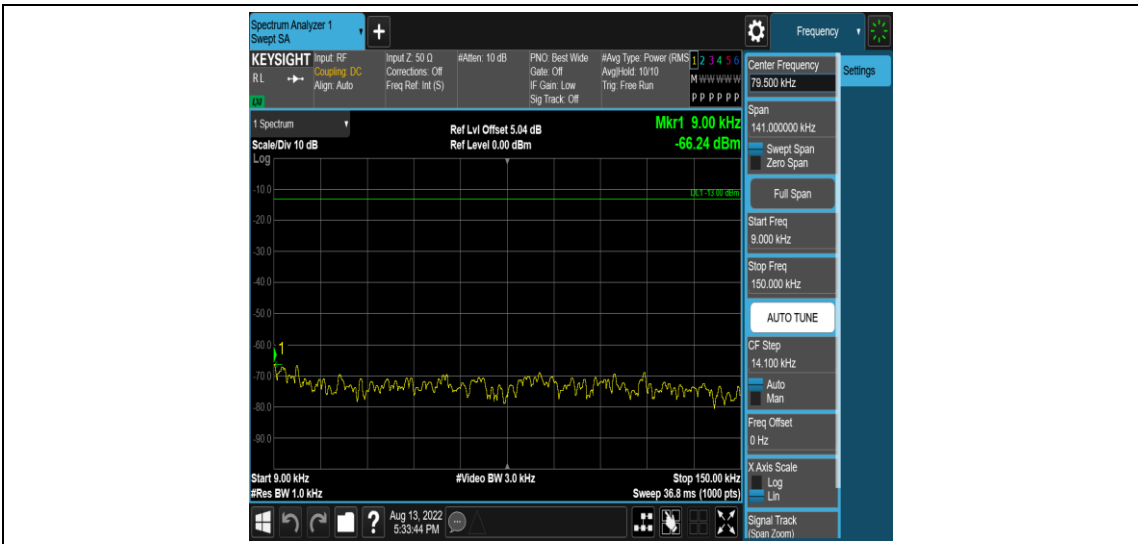 Spectrum Analyzer 1
Swept SA
Frequency
KEYSIGHT
RL
LXI
Input: RF
Coupling: DC
Align: Auto
Input Z: 50 Ω
Corrections: Off
Freq Ref: Int (S)
#Atten: 10 dB
PNO: Best Wide
Gate: Off
IF Gain: Low
Sig Track: Off
#Avg Type: Power (RMS
Avg|Hold: 10/10
Trig: Free Run
1 2 3 4 5 6
M W W W W W
P P P P P P
Center Frequency
79.500 kHz
Settings
Span
141.000000 kHz
Swept Span
Zero Span
Full Span
Start Freq
9.000 kHz
Stop Freq
150.000 kHz
AUTO TUNE
CF Step
14.100 kHz
Auto
Man
Freq Offset
0 Hz
X Axis Scale
Log
Lin
Signal Track
(Span Zoom)
1 Spectrum
Scale/Div 10 dB
Log
Ref Lvl Offset 5.04 dB
Ref Level 0.00 dBm
Mkr1 9.00 kHz
-66.24 dBm
DL1 -13.00 dBm
-10.0
-20.0
-30.0
-40.0
-50.0
-60.0
1
-70.0
-80.0
-90.0
Start 9.00 kHz
#Res BW 1.0 kHz
#Video BW 3.0 kHz
Stop 150.00 kHz
Sweep 36.8 ms (1000 pts)
?
Aug 13, 2022
5:33:44 PM